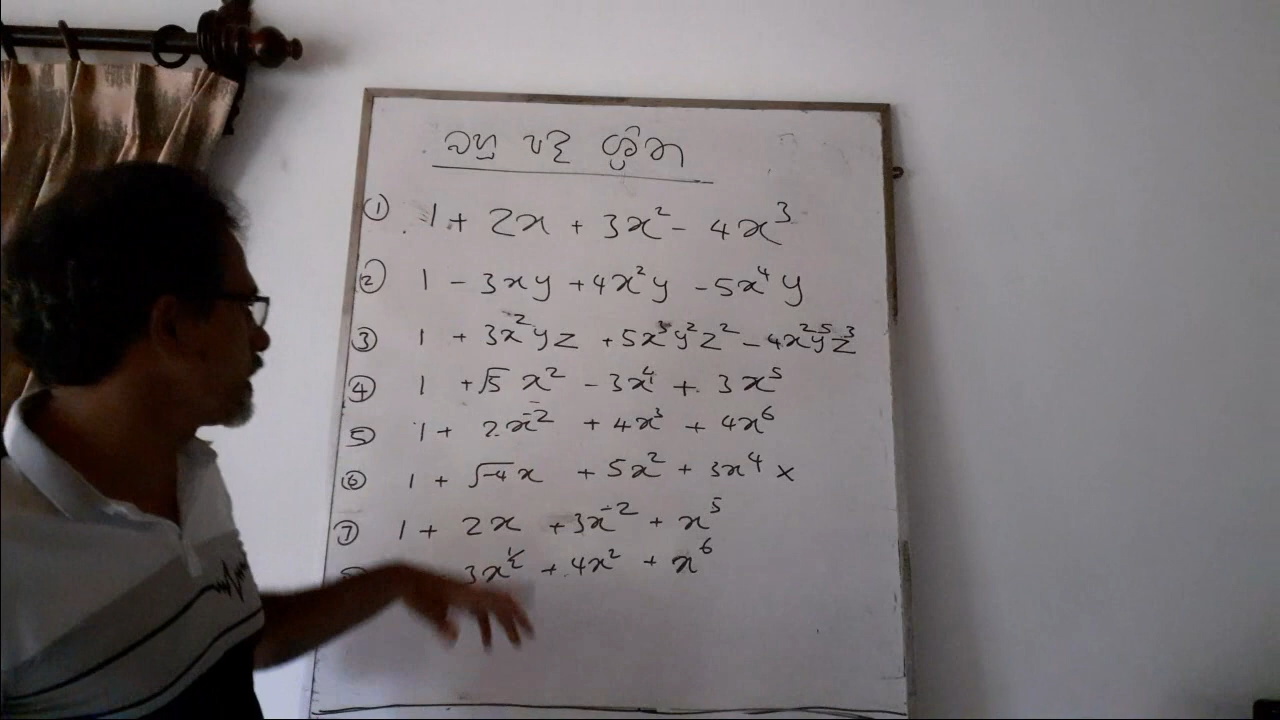 බහු පද ශ්‍රිත
① 1 + 2x + 3x² - 4x³
② 1 - 3xy + 4x²y - 5x⁴y
③ 1 + 3x²yz + 5x³y²z² - 4x²y⁵z³
④ 1 + √5 x² - 3x⁴ + 3x⁵
⑤ 1 + 2x⁻² + 4x³ + 4x⁶
⑥ 1 + √-4 x + 5x² + 3x⁴ ×
⑦ 1 + 2x + 3x⁻² + x⁵
3x^½ + 4x² + x⁶